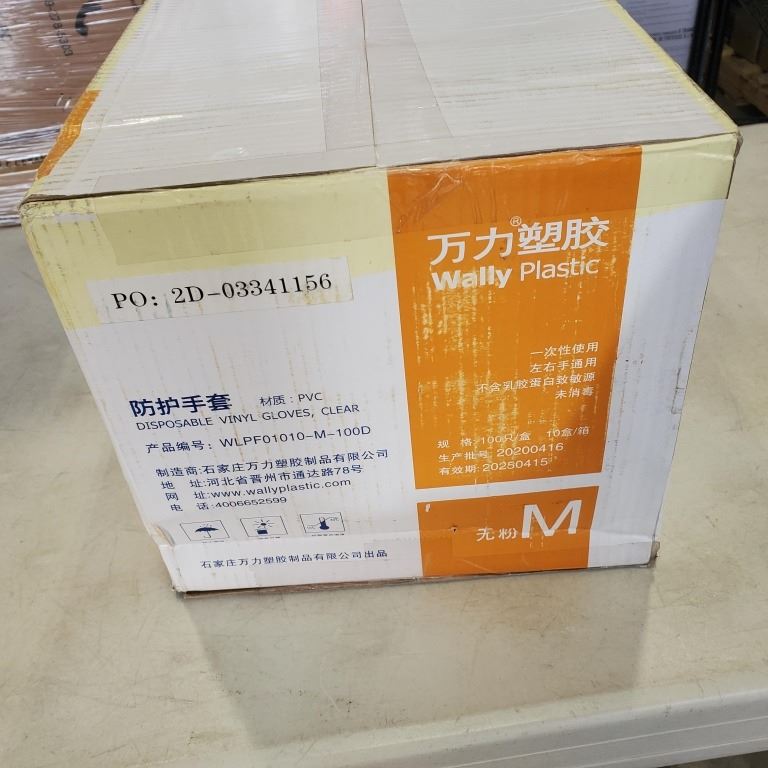 PO: 2D-03341156
防护手套 材质：PVC
DISPOSABLE VINYL GLOVES, CLEAR
产品编号：WLPF01010-M-100D
制造商:石家庄万力塑胶制品有限公司
地 址:河北省晋州市通达路78号
网 址:www.wallyplastic.com
电 话:4006652599
石家庄万力塑胶制品有限公司出品
万力®塑胶
Wally Plastic
一次性使用
左右手通用
不含乳胶蛋白致敏源
未消毒
规 格:100只/盒 10盒/箱
生产批号 20200416
有效期:20250415
无粉 M